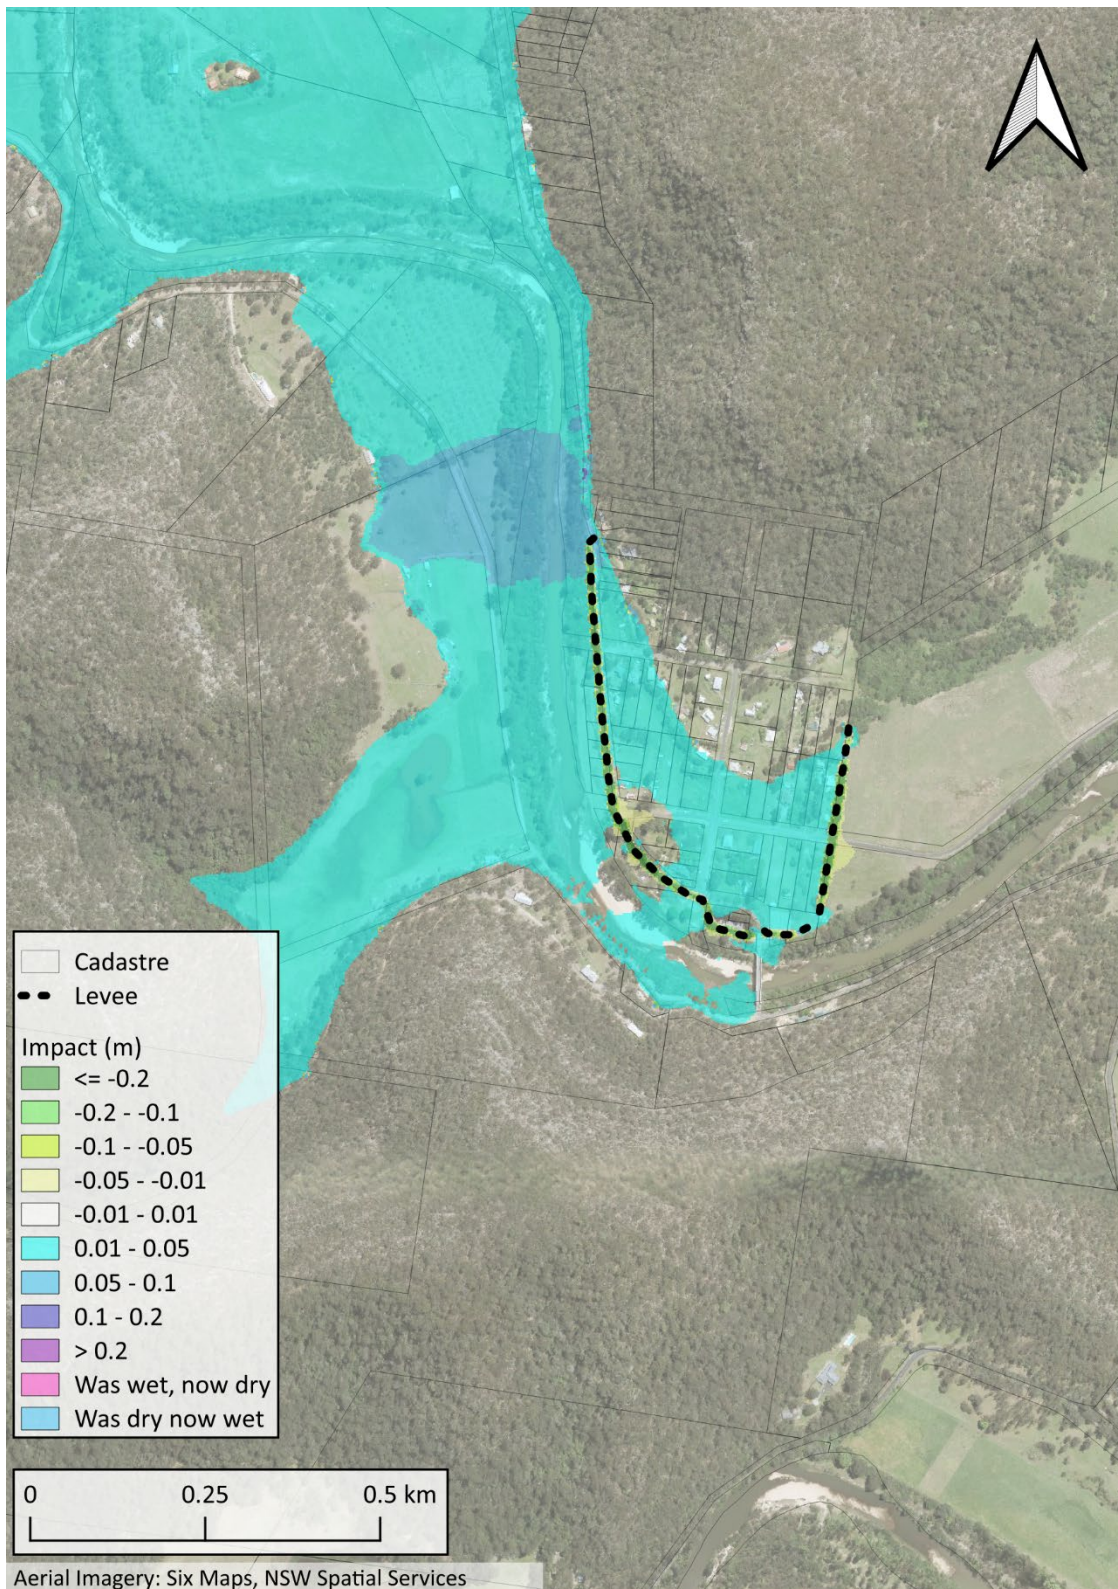 Cadastre
Levee
Impact (m)
<= -0.2
-0.2 - -0.1
-0.1 - -0.05
-0.05 - -0.01
-0.01 - 0.01
0.01 - 0.05
0.05 - 0.1
0.1 - 0.2
> 0.2
Was wet, now dry
Was dry now wet
0 0.25 0.5 km
Aerial Imagery: Six Maps, NSW Spatial Services